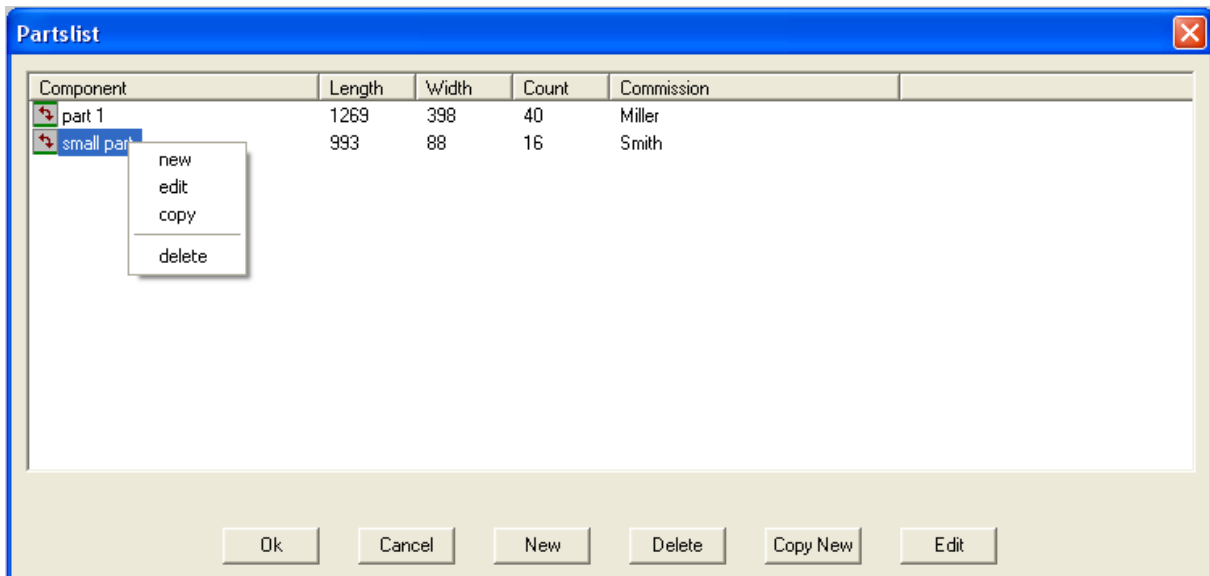 Partslist
Component Length Width Count Commission
part 1 1269 398 40 Miller
small part 993 88 16 Smith
new
edit
copy
delete
Ok Cancel New Delete Copy New Edit